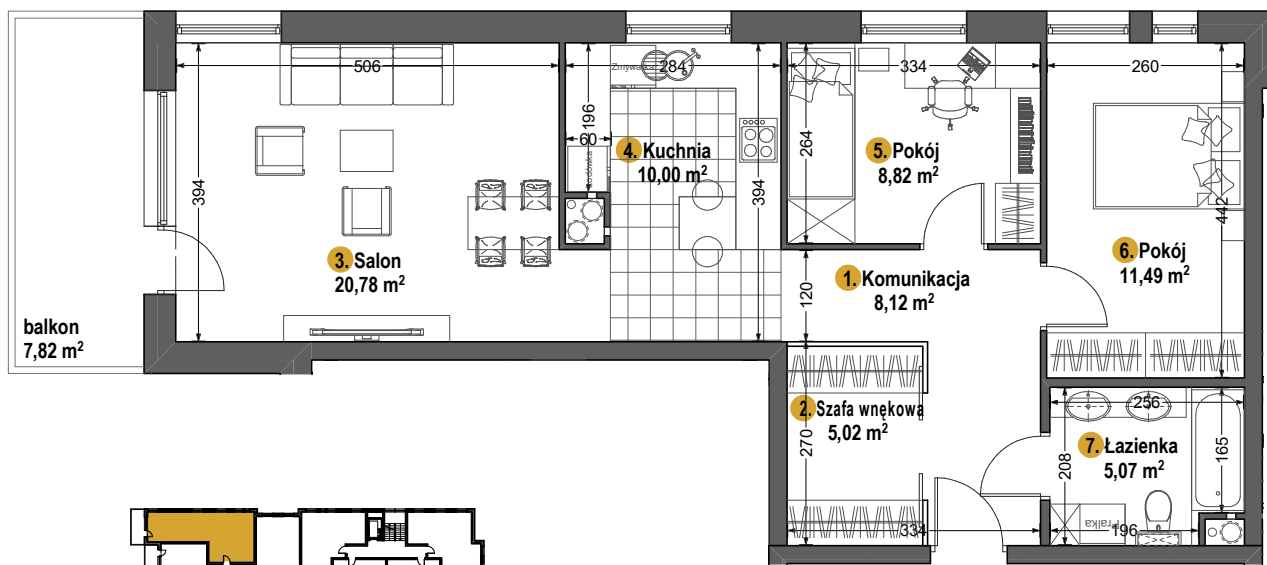 506
284
334
260
Zmywarka
196
60
Lodówka
394
394
264
442
4. Kuchnia
10,00 m²
5. Pokój
8,82 m²
3. Salon
20,78 m²
6. Pokój
11,49 m²
1. Komunikacja
8,12 m²
120
balkon
7,82 m²
2. Szafa wnękowa
5,02 m²
270
334
256
7. Łazienka
5,07 m²
208
165
Pralka
196